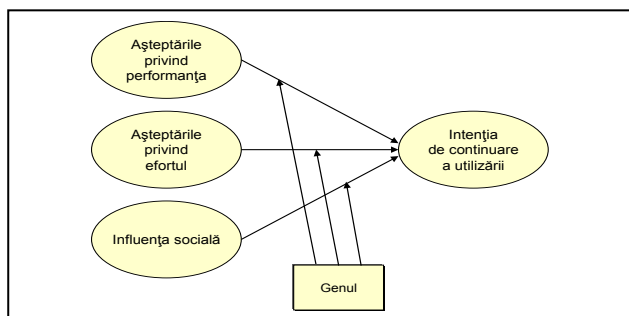 Aşteptările
privind
performanţa
Aşteptările
privind
efortul
Intenţia
de continuare
a utilizării
Influenţa socială
Genul